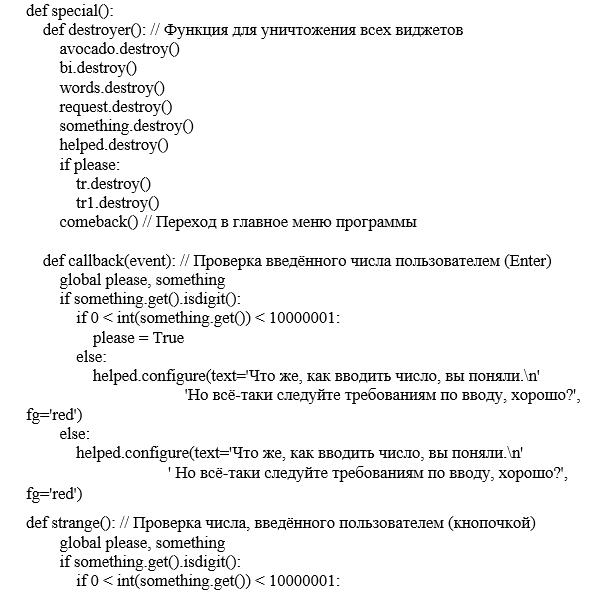 def special():
    def destroyer(): // Функция для уничтожения всех виджетов
        avocado.destroy()
        bi.destroy()
        words.destroy()
        request.destroy()
        something.destroy()
        helped.destroy()
        if please:
            tr.destroy()
            tr1.destroy()
        comeback() // Переход в главное меню программы

    def callback(event): // Проверка введённого числа пользователем (Enter)
        global please, something
        if something.get().isdigit():
            if 0 < int(something.get()) < 10000001:
                please = True
            else:
                helped.configure(text='Что же, как вводить число, вы поняли.\n'
                                      'Но всё-таки следуйте требованиям по вводу, хорошо?',
fg='red')
        else:
            helped.configure(text='Что же, как вводить число, вы поняли.\n'
                                  ' Но всё-таки следуйте требованиям по вводу, хорошо?',
fg='red')
def strange(): // Проверка числа, введённого пользователем (кнопочкой)
        global please, something
        if something.get().isdigit():
            if 0 < int(something.get()) < 10000001: